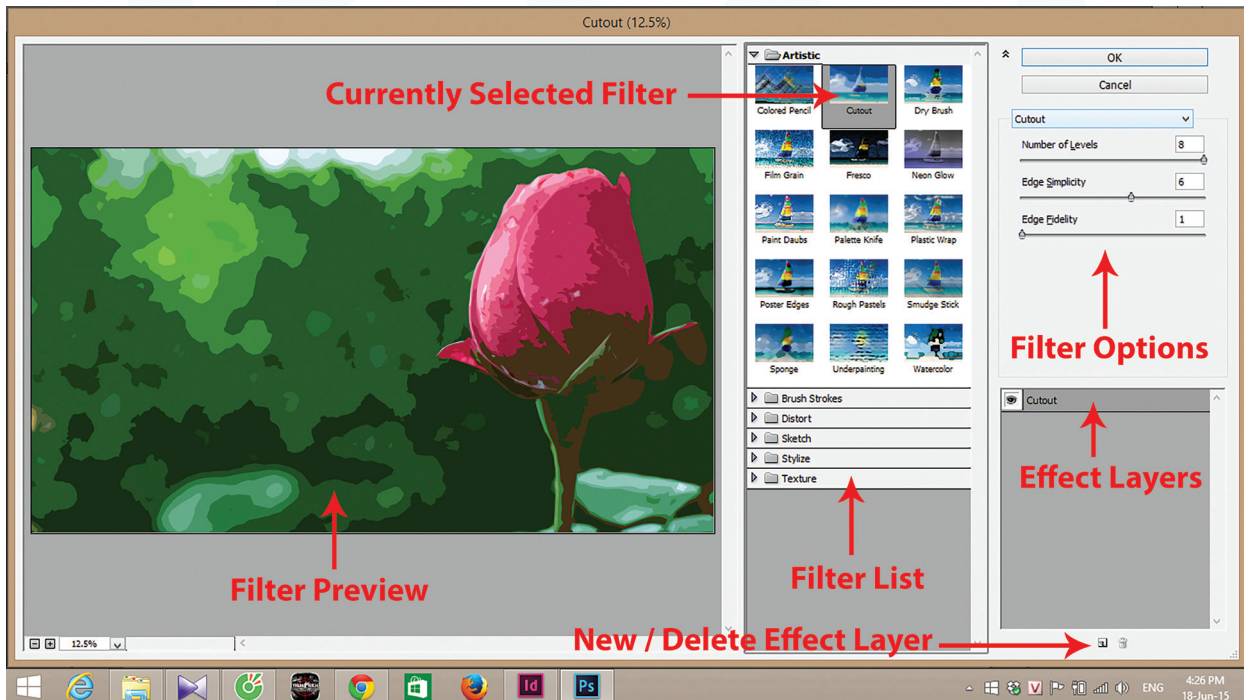 Cutout (12.5%)
Artistic
Currently Selected Filter
Colored Pencil
Cutout
Dry Brush
Film Grain
Fresco
Neon Glow
Paint Daubs
Palette Knife
Plastic Wrap
Poster Edges
Rough Pastels
Smudge Stick
Sponge
Underpainting
Watercolor
Brush Strokes
Distort
Sketch
Stylize
Texture
Filter List
Filter Preview
12.5%
OK
Cancel
Cutout
Number of Levels 8
Edge Simplicity 6
Edge Fidelity 1
Filter Options
Cutout
Effect Layers
New / Delete Effect Layer
Id
Ps
V
ENG
4:26 PM
18-Jun-15